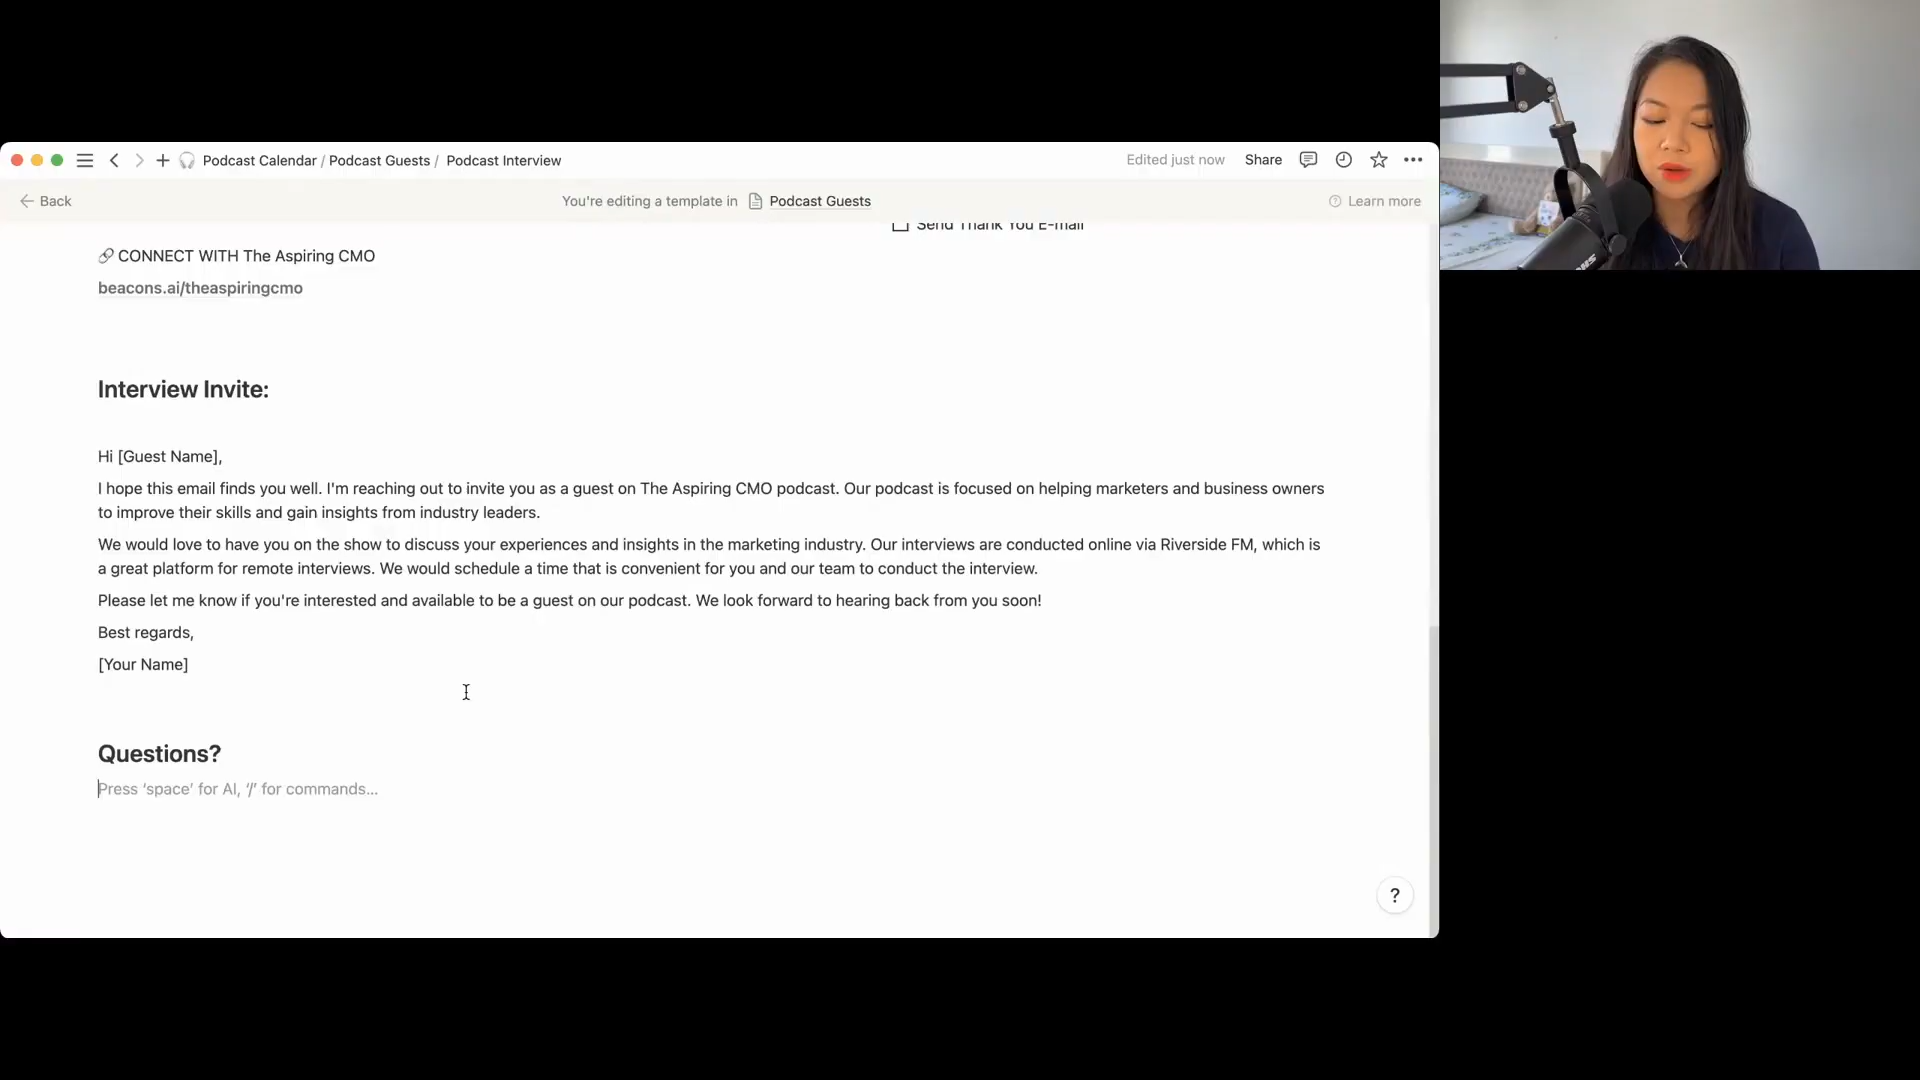 Podcast Calendar / Podcast Guests / Podcast Interview
Edited just now
Share
Back
You're editing a template in Podcast Guests
Learn more
Send Thank You E-mail
CONNECT WITH The Aspiring CMO
beacons.ai/theaspiringcmo
Interview Invite:
Hi [Guest Name],
I hope this email finds you well. I'm reaching out to invite you as a guest on The Aspiring CMO podcast. Our podcast is focused on helping marketers and business owners
to improve their skills and gain insights from industry leaders.
We would love to have you on the show to discuss your experiences and insights in the marketing industry. Our interviews are conducted online via Riverside FM, which is
a great platform for remote interviews. We would schedule a time that is convenient for you and our team to conduct the interview.
Please let me know if you're interested and available to be a guest on our podcast. We look forward to hearing back from you soon!
Best regards,
[Your Name]
Questions?
Press ‘space’ for AI, ‘/’ for commands...
?